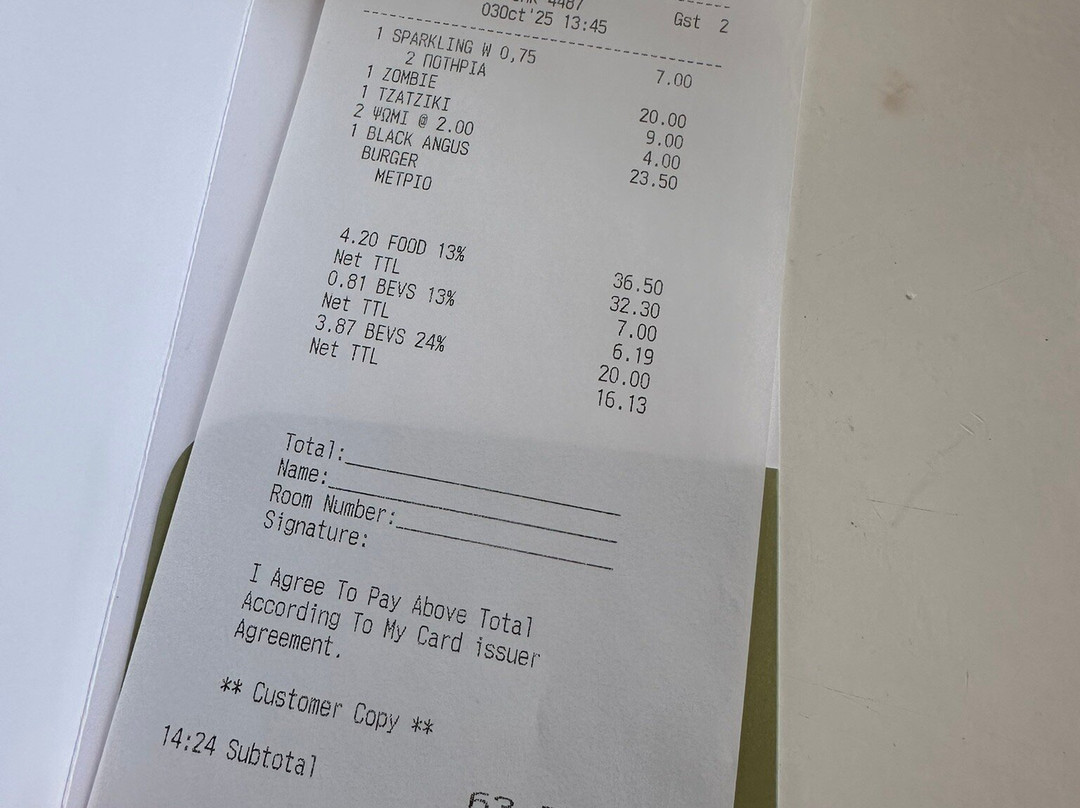 4487
03Oct'25 13:45 Gst 2
1 SPARKLING W 0,75 7.00
2 ΠΟΤΗΡΙΑ
1 ZOMBIE 20.00
1 TZATZIKI 9.00
2 ΨΩΜΙ @ 2.00 4.00
1 BLACK ANGUS 23.50
BURGER
ΜΕΤΡΙΟ
4.20 FOOD 13% 36.50
Net TTL 32.30
0.81 BEVS 13% 7.00
Net TTL 6.19
3.87 BEVS 24% 20.00
Net TTL 16.13
Total:
Name:
Room Number:
Signature:
I Agree To Pay Above Total
According To My Card issuer
Agreement.
** Customer Copy **
14:24 Subtotal